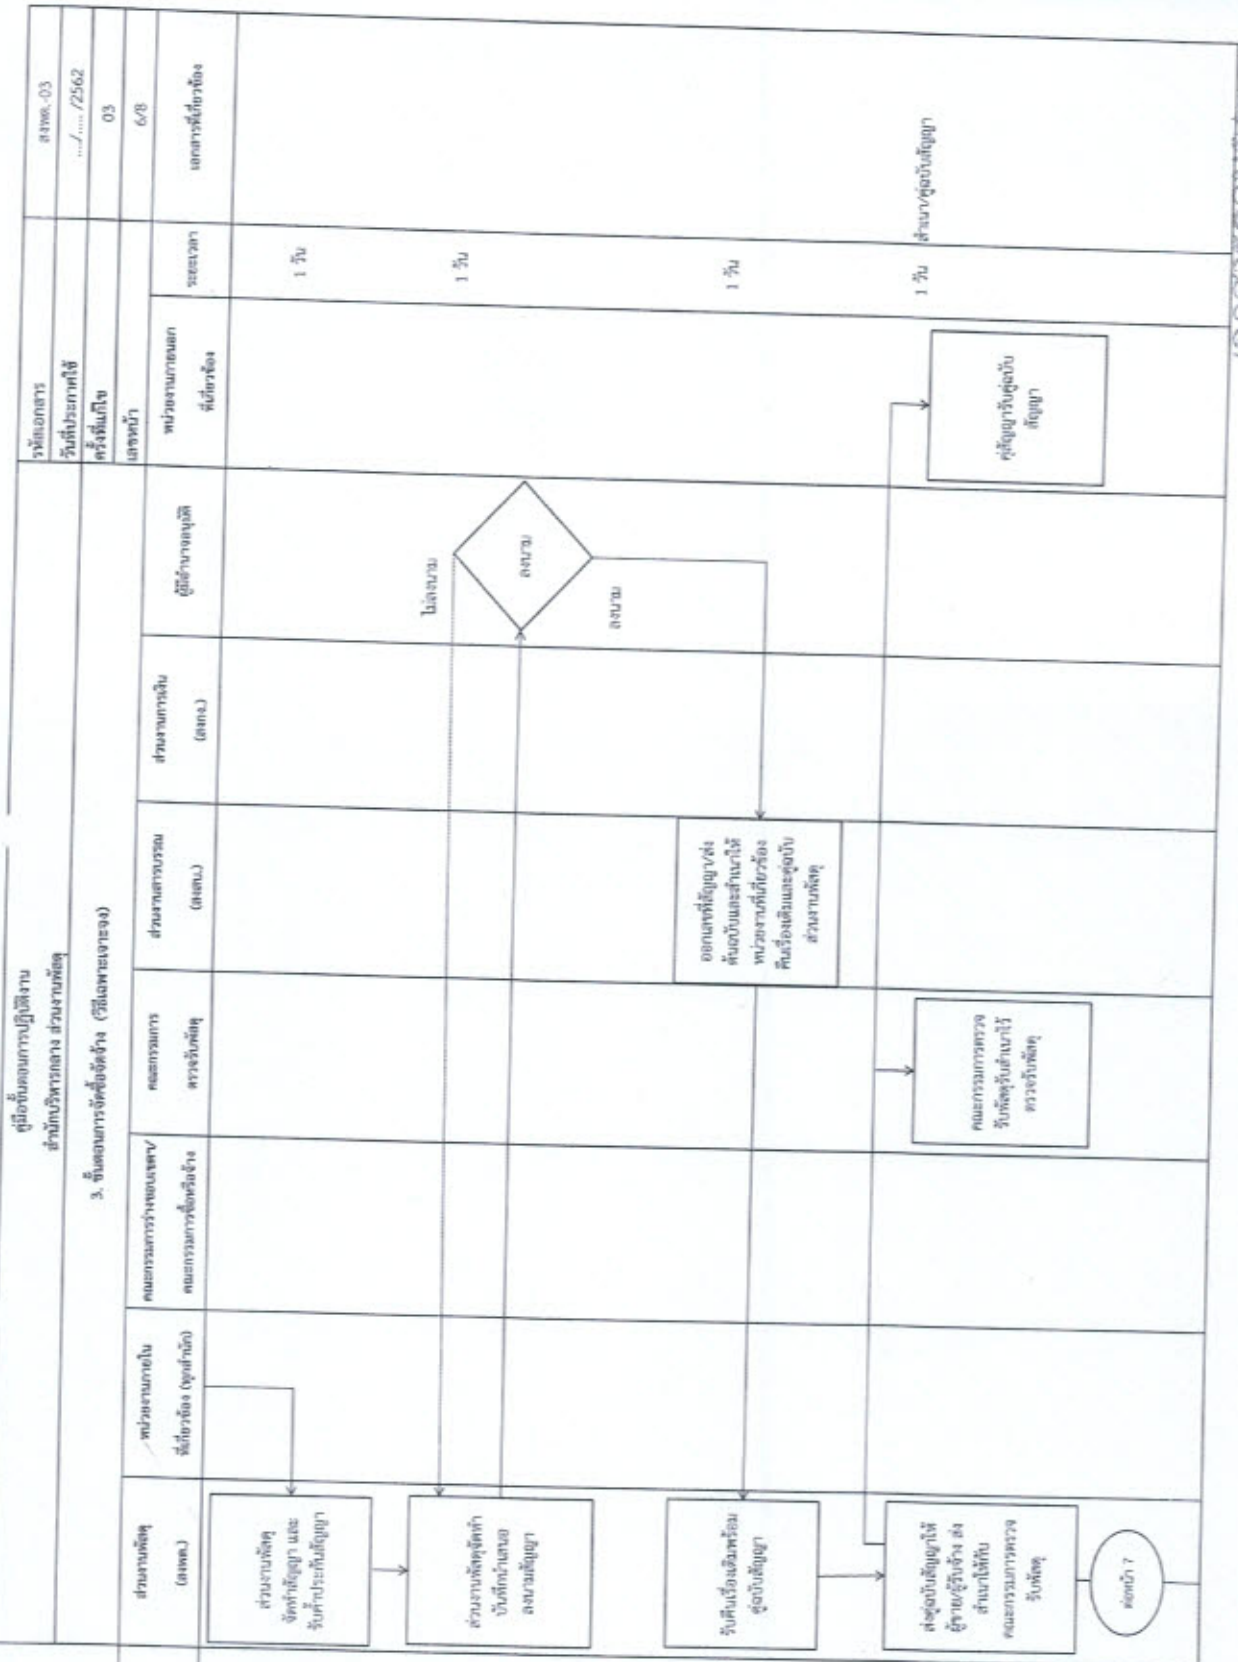 คู่มือขั้นตอนการปฏิบัติงาน
สำนักบริหารกลาง ส่วนงานพัสดุ
รหัสเอกสาร
สงพด.-03
วันที่ประกาศใช้
..../..... /2562
ครั้งที่แก้ไข
03
เลขหน้า
6/8
3. ขั้นตอนการจัดซื้อจัดจ้าง (วิธีเฉพาะเจาะจง)
ส่วนงานพัสดุ
(สงพด.)
หน่วยงานภายใน
ที่เกี่ยวข้อง (ทุกสำนัก)
คณะกรรมการร่างขอบเขตฯ/
คณะกรรมการซื้อหรือจ้าง
คณะกรรมการ
ตรวจรับพัสดุ
ส่วนงานสารบรรณ
(สงสบ.)
ส่วนงานการเงิน
(สงกง.)
ผู้มีอำนาจอนุมัติ
หน่วยงานภายนอก
ที่เกี่ยวข้อง
ระยะเวลา
เอกสารที่เกี่ยวข้อง
ส่วนงานพัสดุ
จัดทำสัญญา และ
รับค้ำประกันสัญญา
1 วัน
ส่วนงานพัสดุจัดทำ
บันทึกนำเสนอ
ลงนามสัญญา
ไม่ลงนาม
ลงนาม
ลงนาม
1 วัน
ออกเลขที่สัญญา/ส่ง
ต้นฉบับและสำเนาให้
หน่วยงานที่เกี่ยวข้อง
คืนเรื่องเดิมและคู่ฉบับ
ส่วนงานพัสดุ
รับคืนเรื่องเดิมพร้อม
คู่ฉบับสัญญา
1 วัน
ส่งคู่ฉบับสัญญาให้
ผู้ขาย/ผู้รับจ้าง ส่ง
สำเนาให้กับ
คณะกรรมการตรวจ
รับพัสดุ
คณะกรรมการตรวจ
รับพัสดุรับสำเนาไว้
ตรวจรับพัสดุ
คู่สัญญารับคู่ฉบับ
สัญญา
1 วัน
สำเนา/คู่ฉบับสัญญา
ต่อหน้า 7